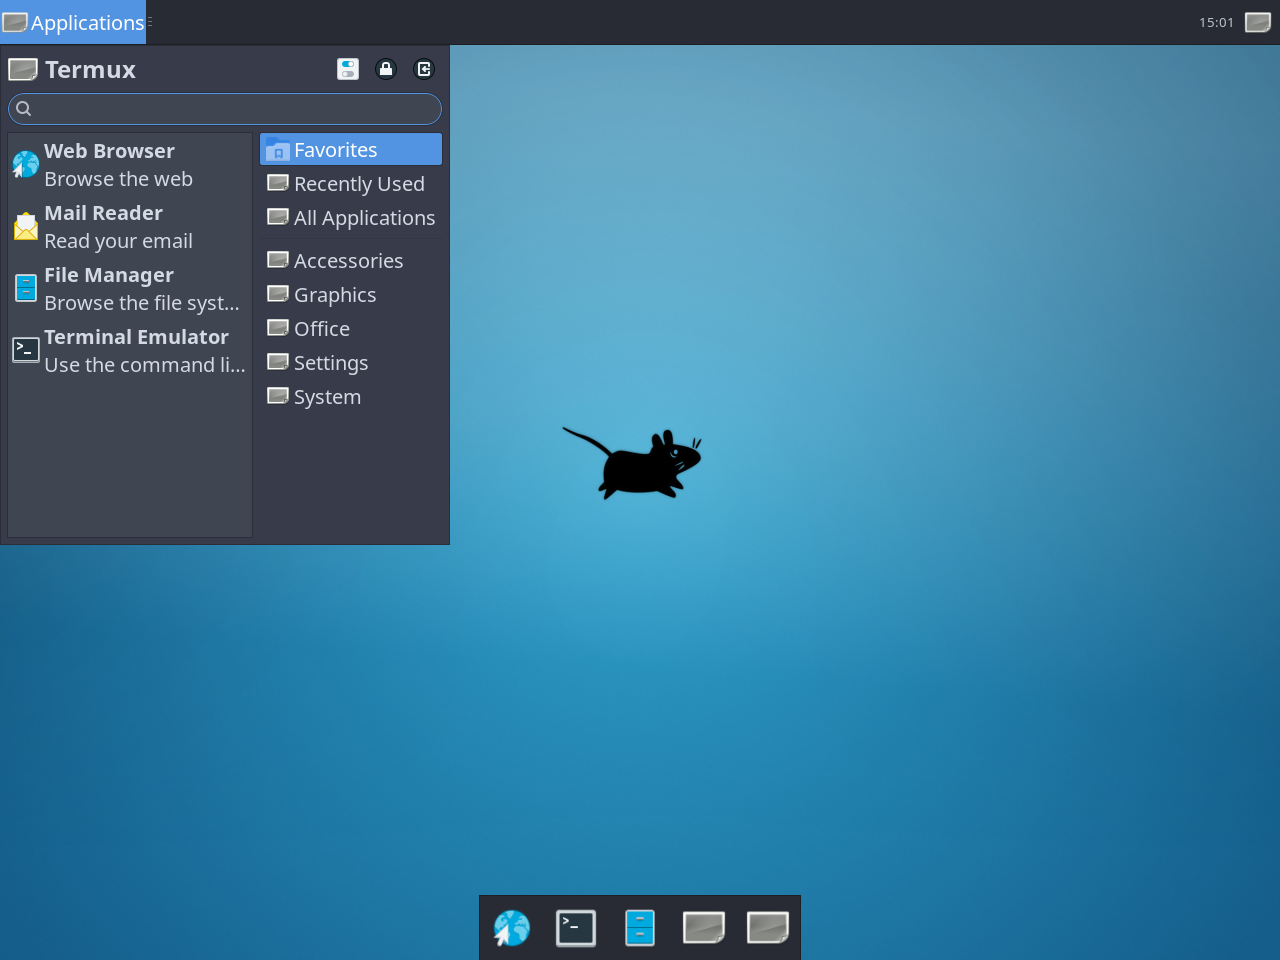 Applications
15:01
Termux
Web Browser
Browse the web
Mail Reader
Read your email
File Manager
Browse the file syst...
Terminal Emulator
Use the command li...
Favorites
Recently Used
All Applications
Accessories
Graphics
Office
Settings
System